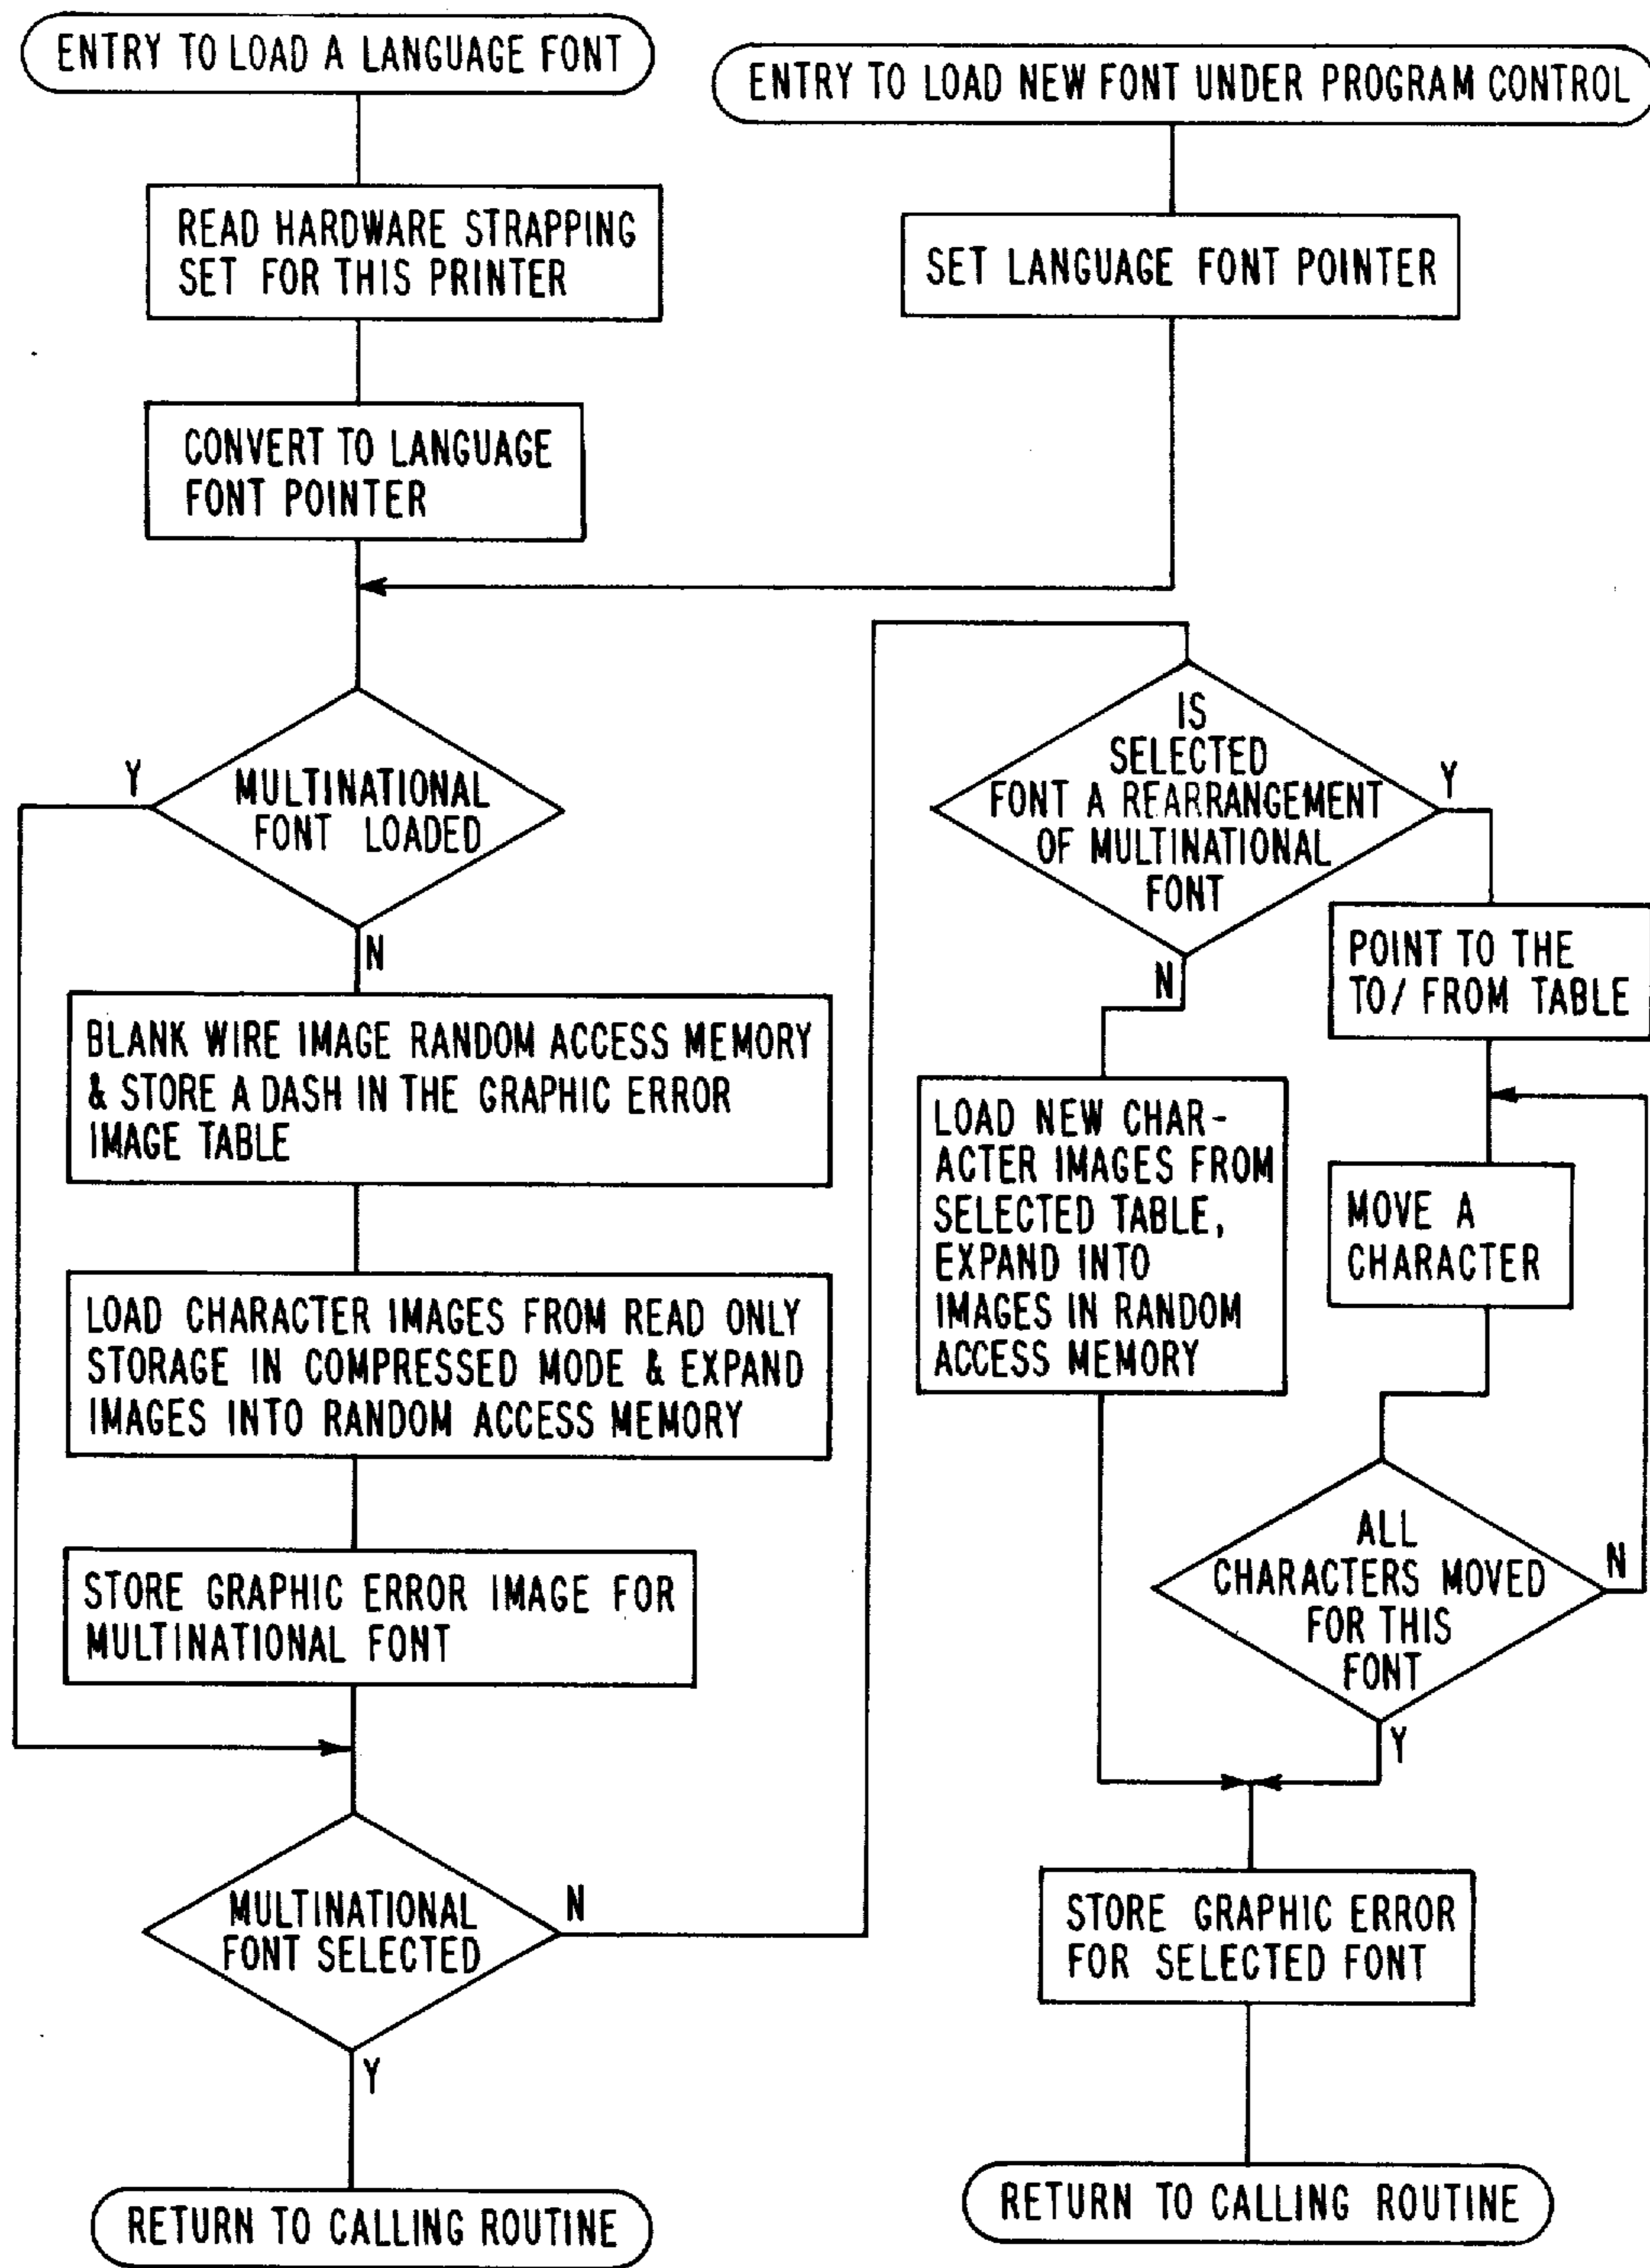 ENTRY TO LOAD A LANGUAGE FONT
ENTRY TO LOAD NEW FONT UNDER PROGRAM CONTROL
READ HARDWARE STRAPPING
SET FOR THIS PRINTER
SET LANGUAGE FONT POINTER
CONVERT TO LANGUAGE
FONT POINTER
MULTINATIONAL
FONT LOADED
Y
N
BLANK WIRE IMAGE RANDOM ACCESS MEMORY
& STORE A DASH IN THE GRAPHIC ERROR
IMAGE TABLE
LOAD CHARACTER IMAGES FROM READ ONLY
STORAGE IN COMPRESSED MODE & EXPAND
IMAGES INTO RANDOM ACCESS MEMORY
STORE GRAPHIC ERROR IMAGE FOR
MULTINATIONAL FONT
MULTINATIONAL
FONT SELECTED
N
Y
RETURN TO CALLING ROUTINE
IS
SELECTED
FONT A REARRANGEMENT
OF MULTINATIONAL
FONT
Y
N
POINT TO THE
TO/ FROM TABLE
LOAD NEW CHAR-
ACTER IMAGES FROM
SELECTED TABLE,
EXPAND INTO
IMAGES IN RANDOM
ACCESS MEMORY
MOVE A
CHARACTER
ALL
CHARACTERS MOVED
FOR THIS
FONT
N
Y
STORE GRAPHIC ERROR
FOR SELECTED FONT
RETURN TO CALLING ROUTINE